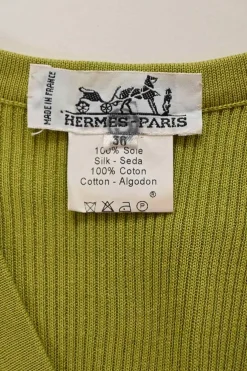 MADE IN FRANCE
HERMES-PARIS
36
100% Soie
Silk - Seda
100% Coton
Cotton - Algodon